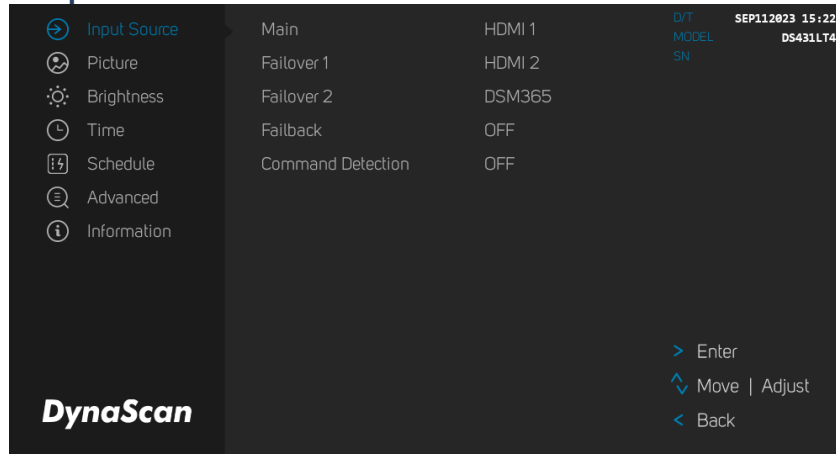 Input Source
Picture
Brightness
Time
Schedule
Advanced
Information
DynaScan
Main HDMI 1
Failover 1 HDMI 2
Failover 2 DSM365
Failback OFF
Command Detection OFF
D/T SEP112023 15:22
MODEL DS431LT4
SN
> Enter
Move | Adjust
< Back